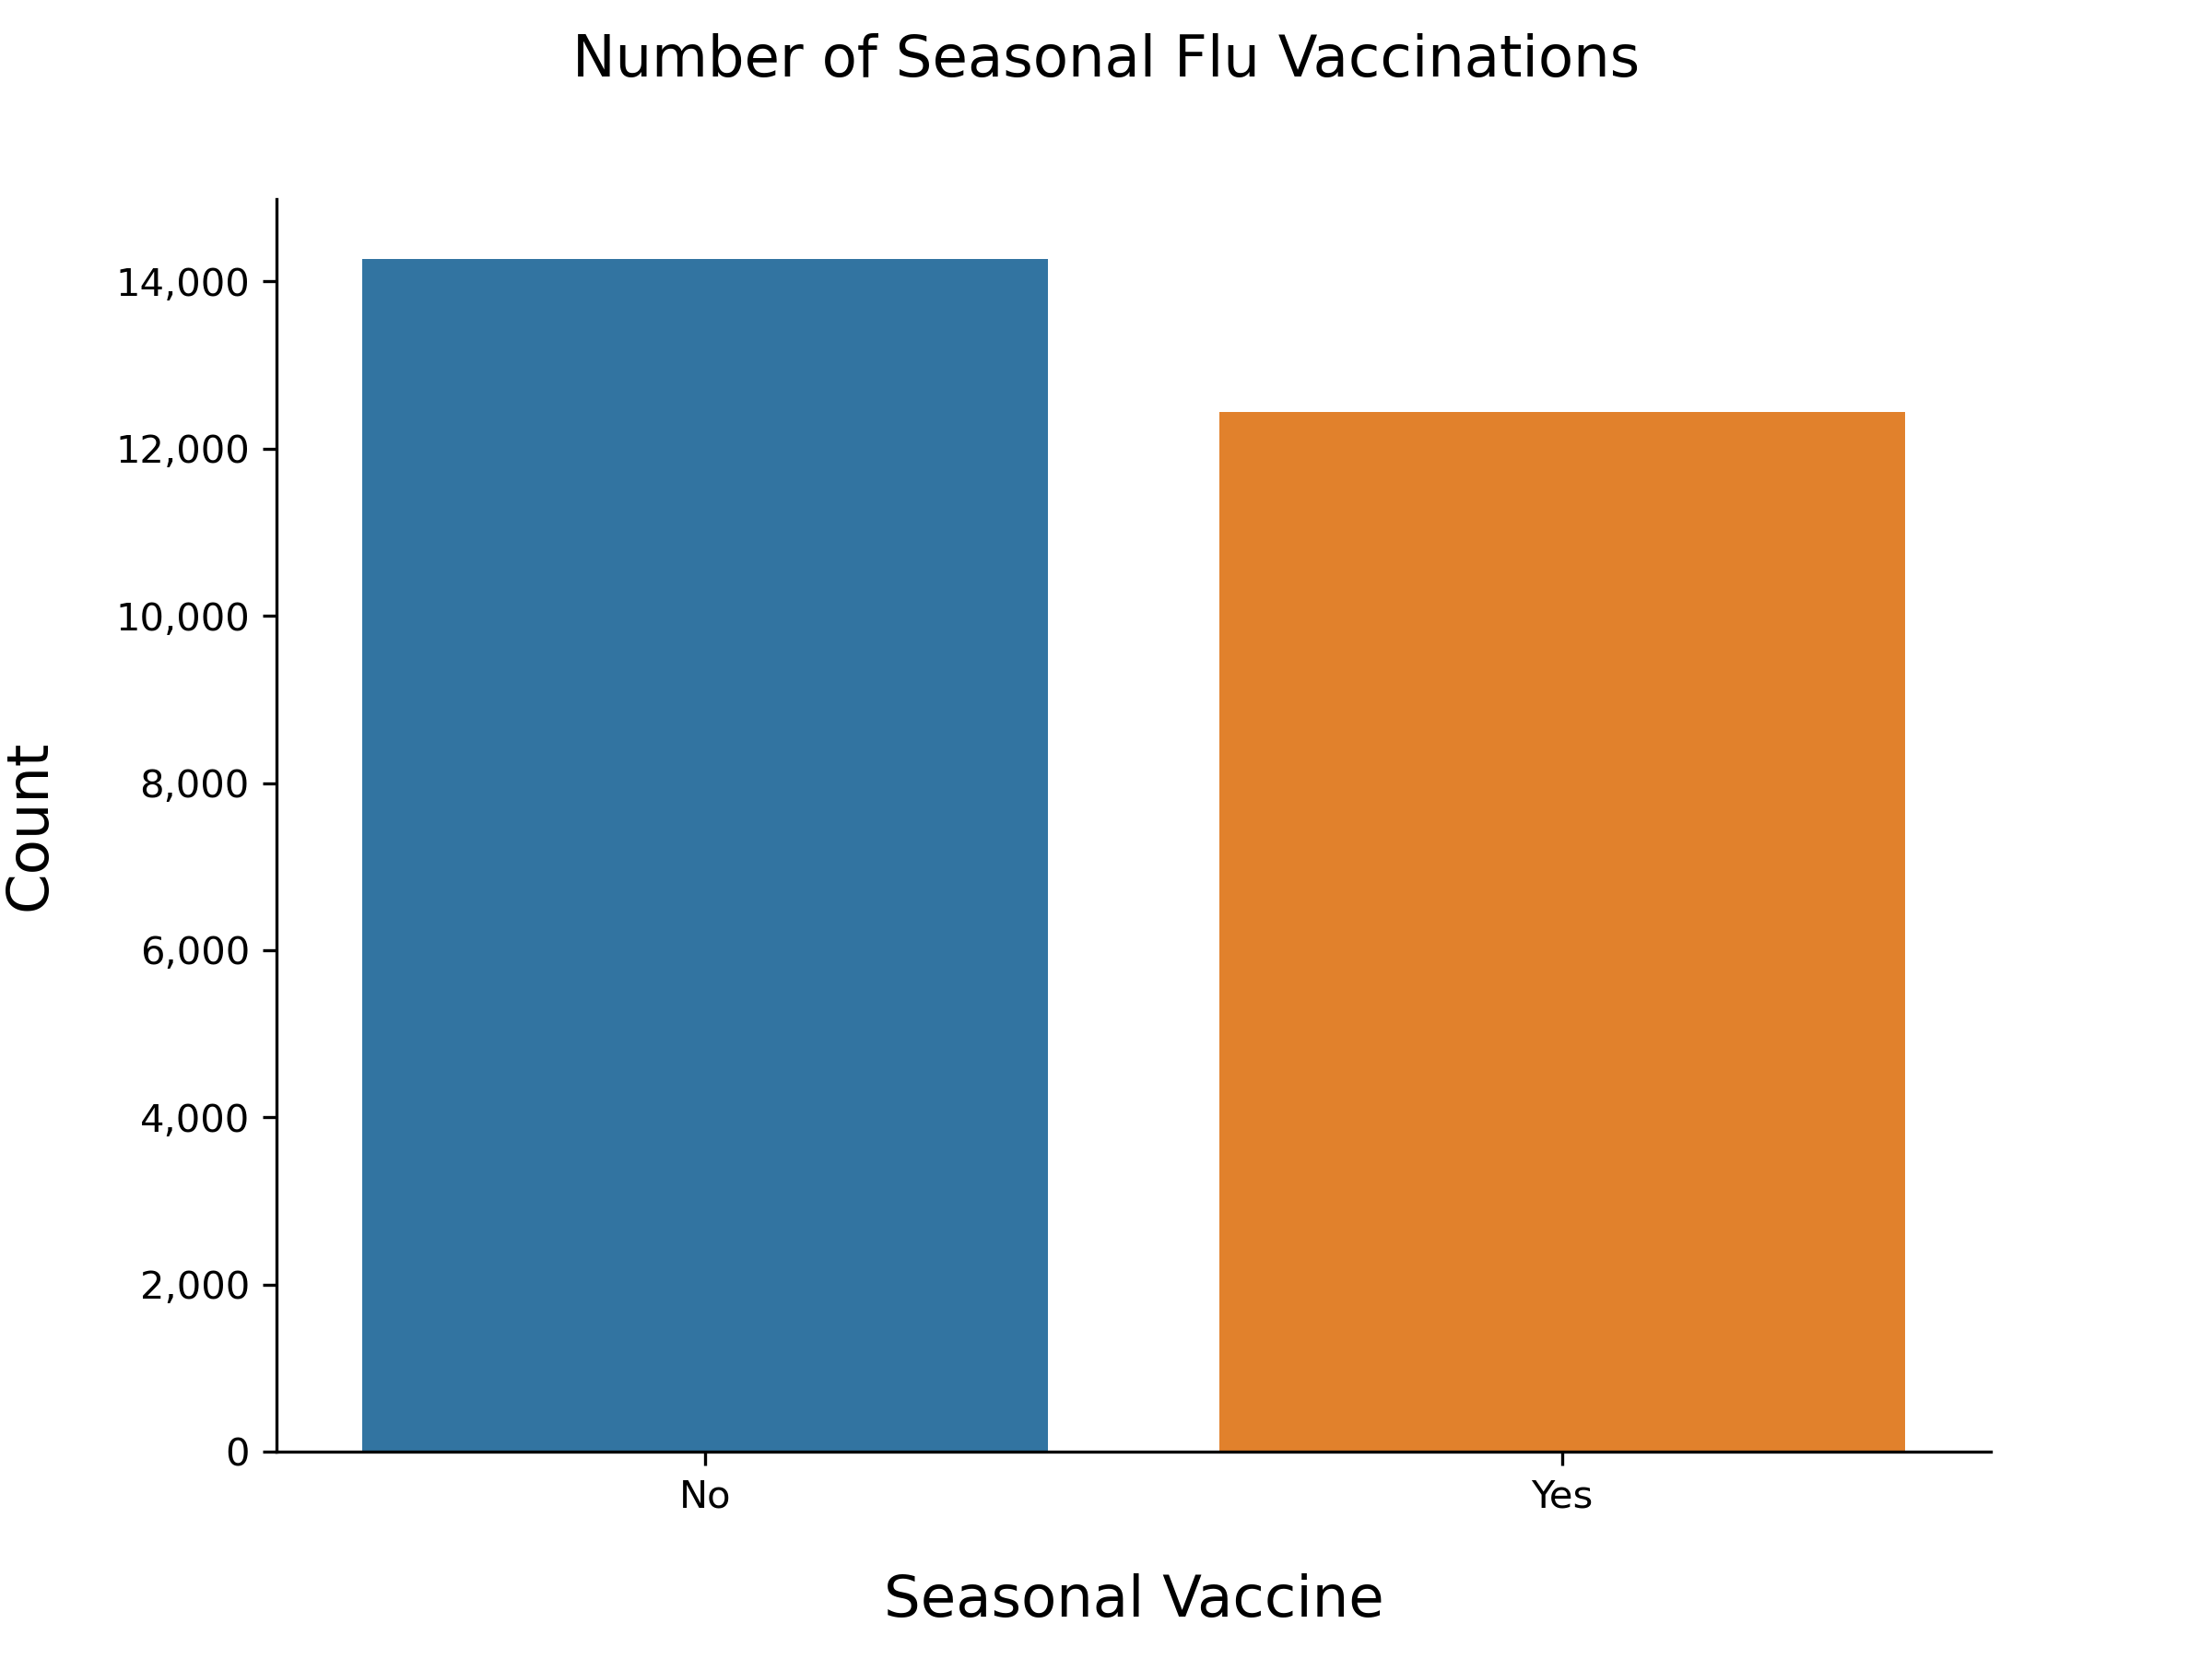 Number of Seasonal Flu Vaccinations
14,000
12,000
10,000
8,000
6,000
4,000
2,000
0
Count
No Yes
Seasonal Vaccine